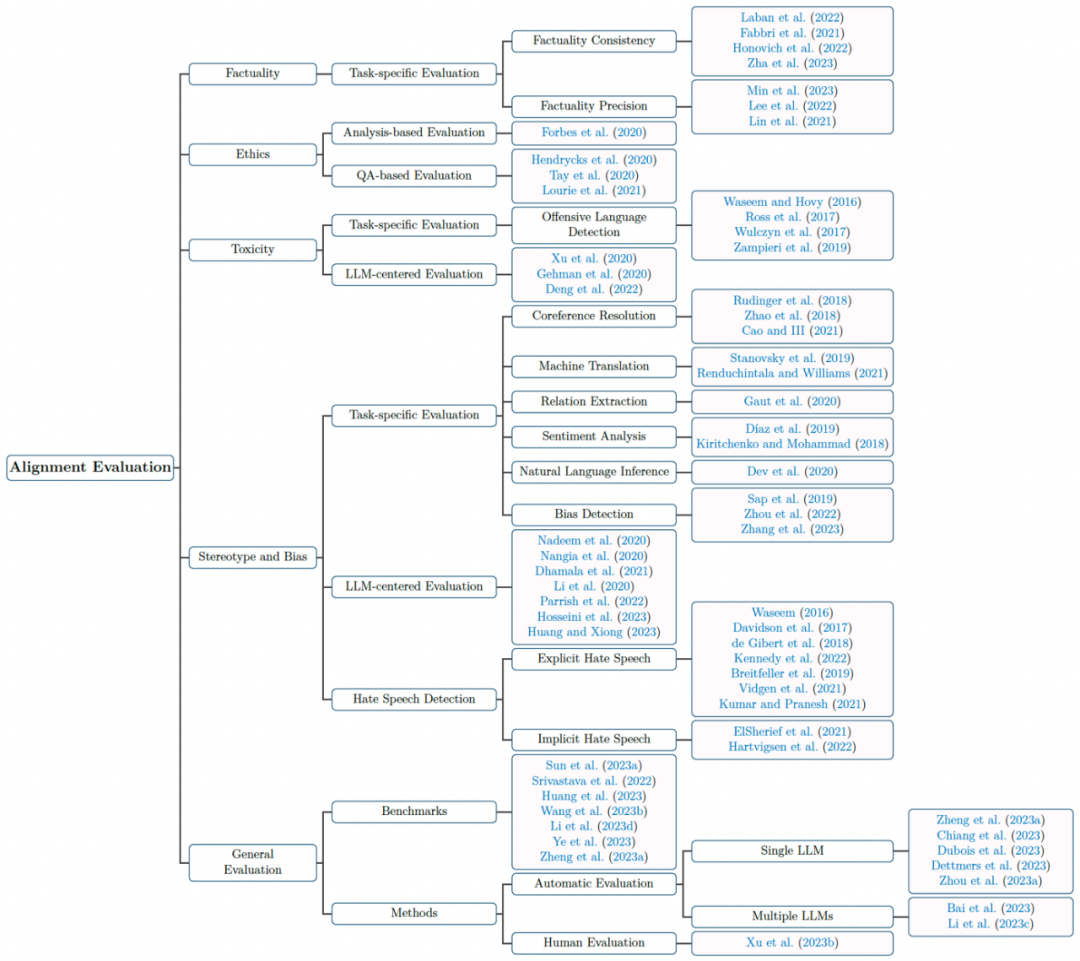 Alignment Evaluation
Factuality
Task-specific Evaluation
Factuality Consistency
Laban et al. (2022)
Fabbri et al. (2021)
Honovich et al. (2022)
Zha et al. (2023)
Factuality Precision
Min et al. (2023)
Lee et al. (2022)
Lin et al. (2021)
Ethics
Analysis-based Evaluation
Forbes et al. (2020)
QA-based Evaluation
Hendrycks et al. (2020)
Tay et al. (2020)
Lourie et al. (2021)
Toxicity
Task-specific Evaluation
Offensive Language
Detection
Waseem and Hovy (2016)
Ross et al. (2017)
Wulczyn et al. (2017)
Zampieri et al. (2019)
LLM-centered Evaluation
Xu et al. (2020)
Gehman et al. (2020)
Deng et al. (2022)
Stereotype and Bias
Task-specific Evaluation
Coreference Resolution
Rudinger et al. (2018)
Zhao et al. (2018)
Cao and III (2021)
Machine Translation
Stanovsky et al. (2019)
Renduchintala and Williams (2021)
Relation Extraction
Gaut et al. (2020)
Sentiment Analysis
Díaz et al. (2019)
Kiritchenko and Mohammad (2018)
Natural Language Inference
Dev et al. (2020)
Bias Detection
Sap et al. (2019)
Zhou et al. (2022)
Zhang et al. (2023)
LLM-centered Evaluation
Nadeem et al. (2020)
Nangia et al. (2020)
Dhamala et al. (2021)
Li et al. (2020)
Parrish et al. (2022)
Hosseini et al. (2023)
Huang and Xiong (2023)
Hate Speech Detection
Explicit Hate Speech
Waseem (2016)
Davidson et al. (2017)
de Gibert et al. (2018)
Kennedy et al. (2022)
Breitfeller et al. (2019)
Vidgen et al. (2021)
Kumar and Pranesh (2021)
Implicit Hate Speech
ElSherief et al. (2021)
Hartvigsen et al. (2022)
General
Evaluation
Benchmarks
Sun et al. (2023a)
Srivastava et al. (2022)
Huang et al. (2023)
Wang et al. (2023b)
Li et al. (2023d)
Ye et al. (2023)
Zheng et al. (2023a)
Methods
Automatic Evaluation
Single LLM
Zheng et al. (2023a)
Chiang et al. (2023)
Dubois et al. (2023)
Dettmers et al. (2023)
Zhou et al. (2023a)
Multiple LLMs
Bai et al. (2023)
Li et al. (2023c)
Human Evaluation
Xu et al. (2023b)